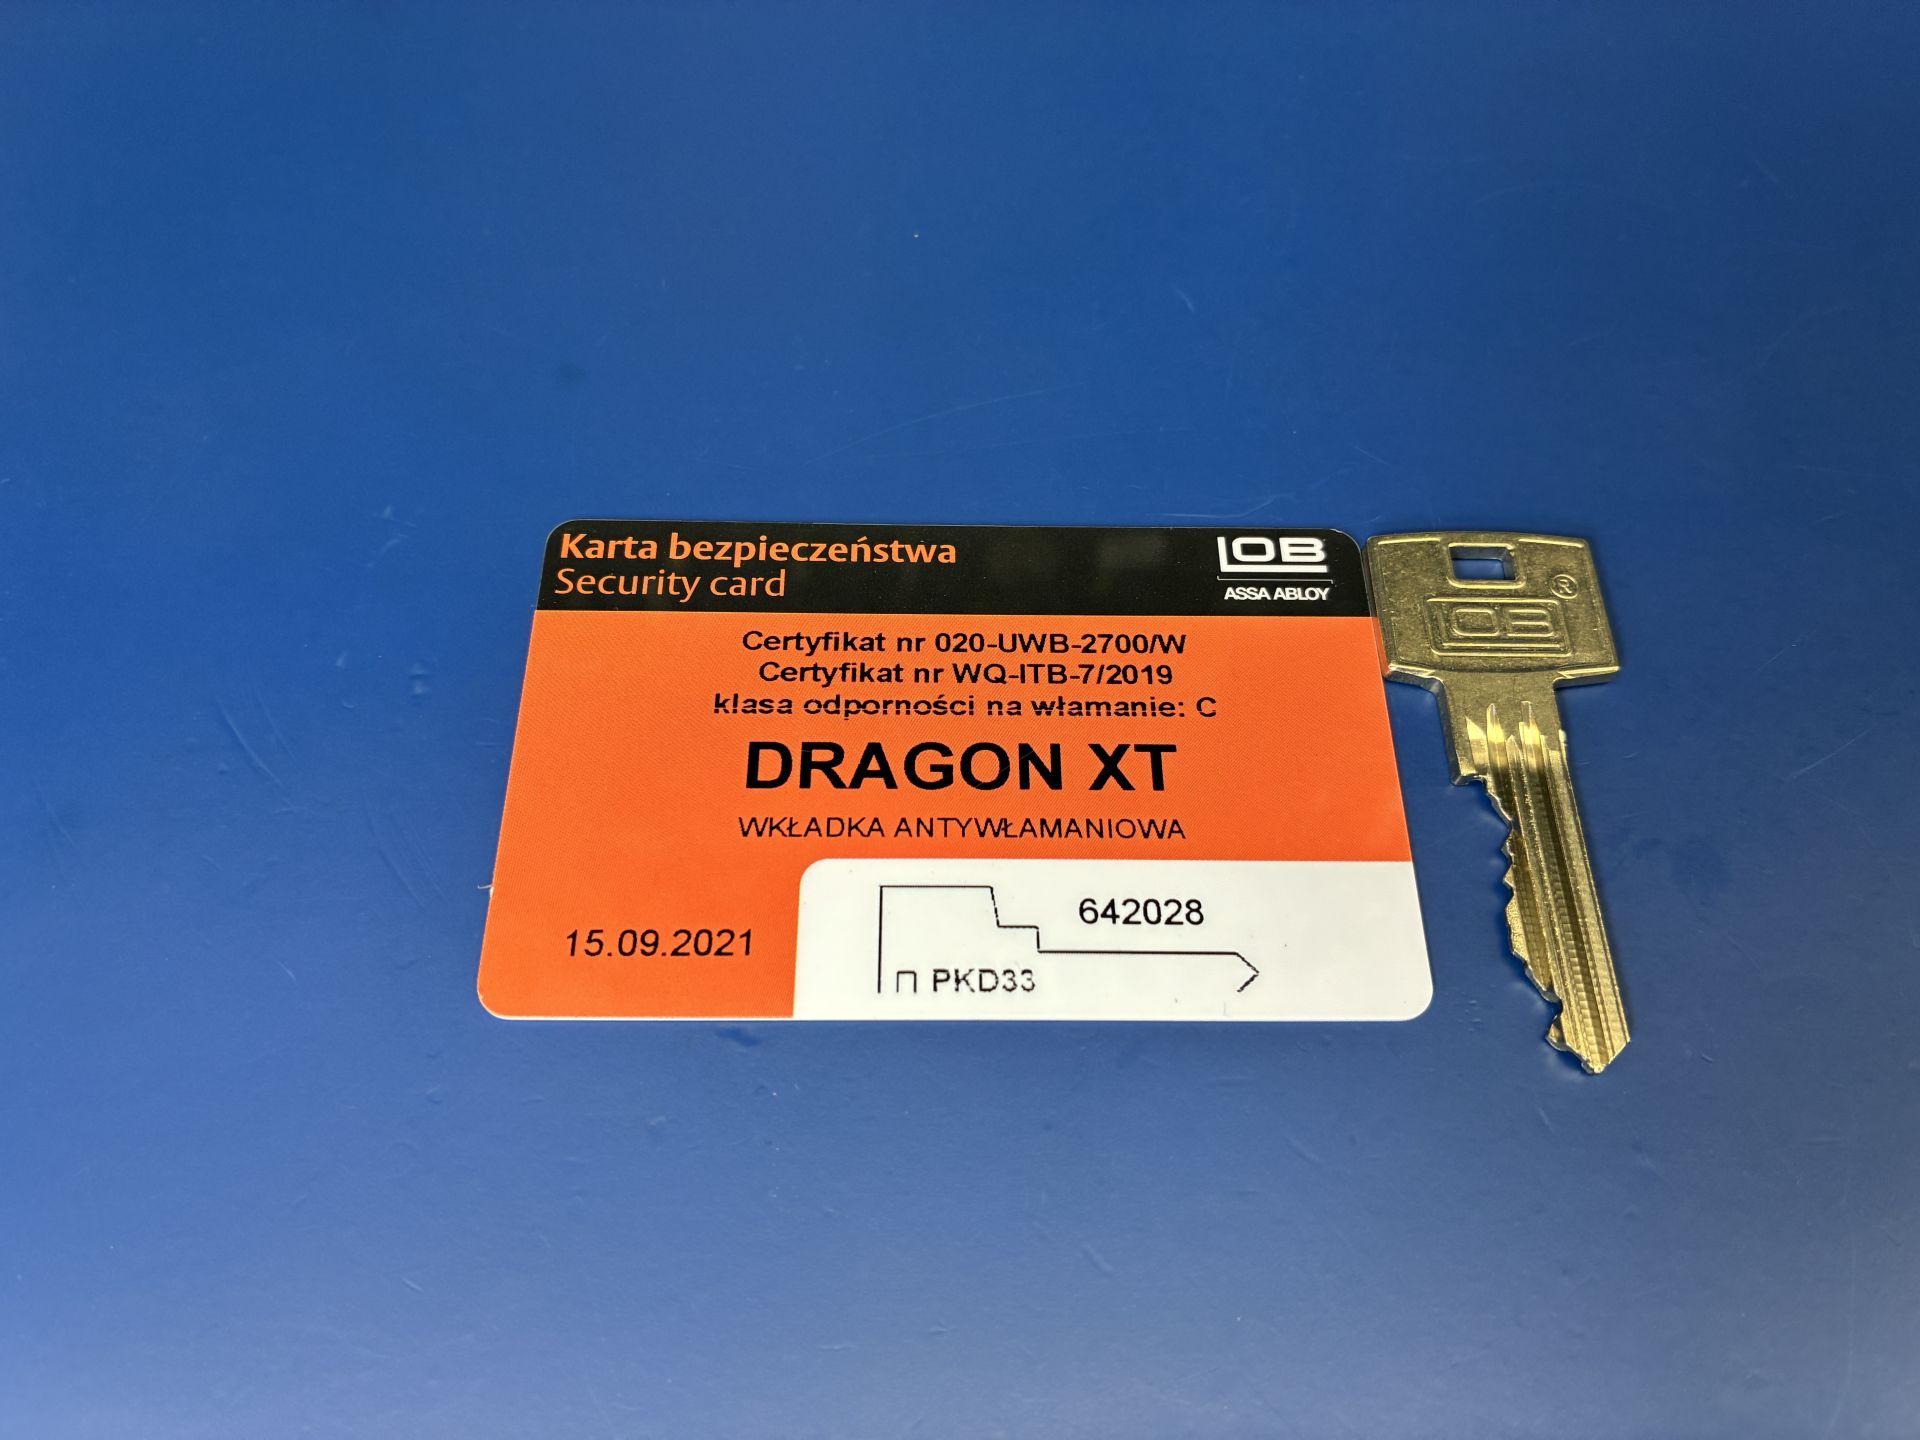 Karta bezpieczeństwa
Security card
LOB
ASSA ABLOY
Certyfikat nr 020-UWB-2700/W
Certyfikat nr WQ-ITB-7/2019
klasa odporności na włamanie: C
DRAGON XT
WKŁADKA ANTYWŁAMANIOWA
15.09.2021
642028
П PKD33
LOB ®